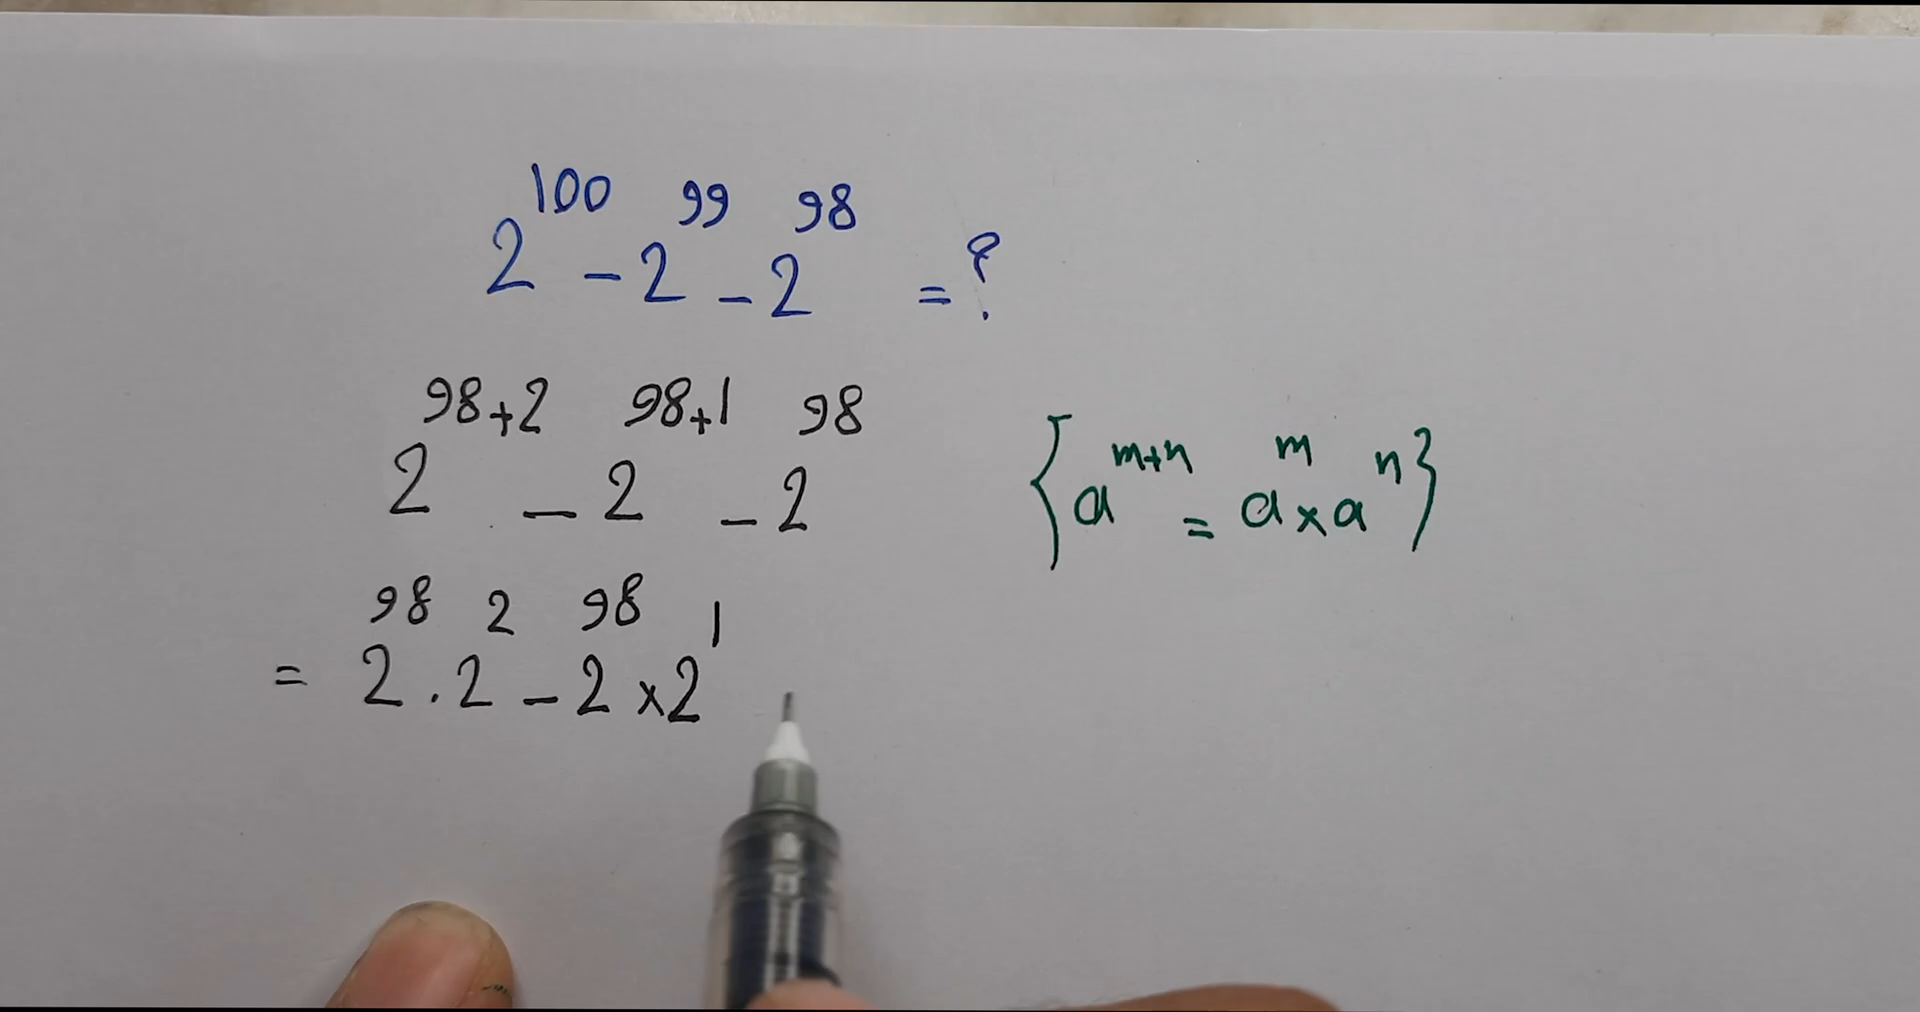 2^100 - 2^99 - 2^98 = ?
2^98+2 - 2^98+1 - 2^98
{a^m+n = a^m × a^n}
= 2^98 . 2^2 - 2^98 × 2^1